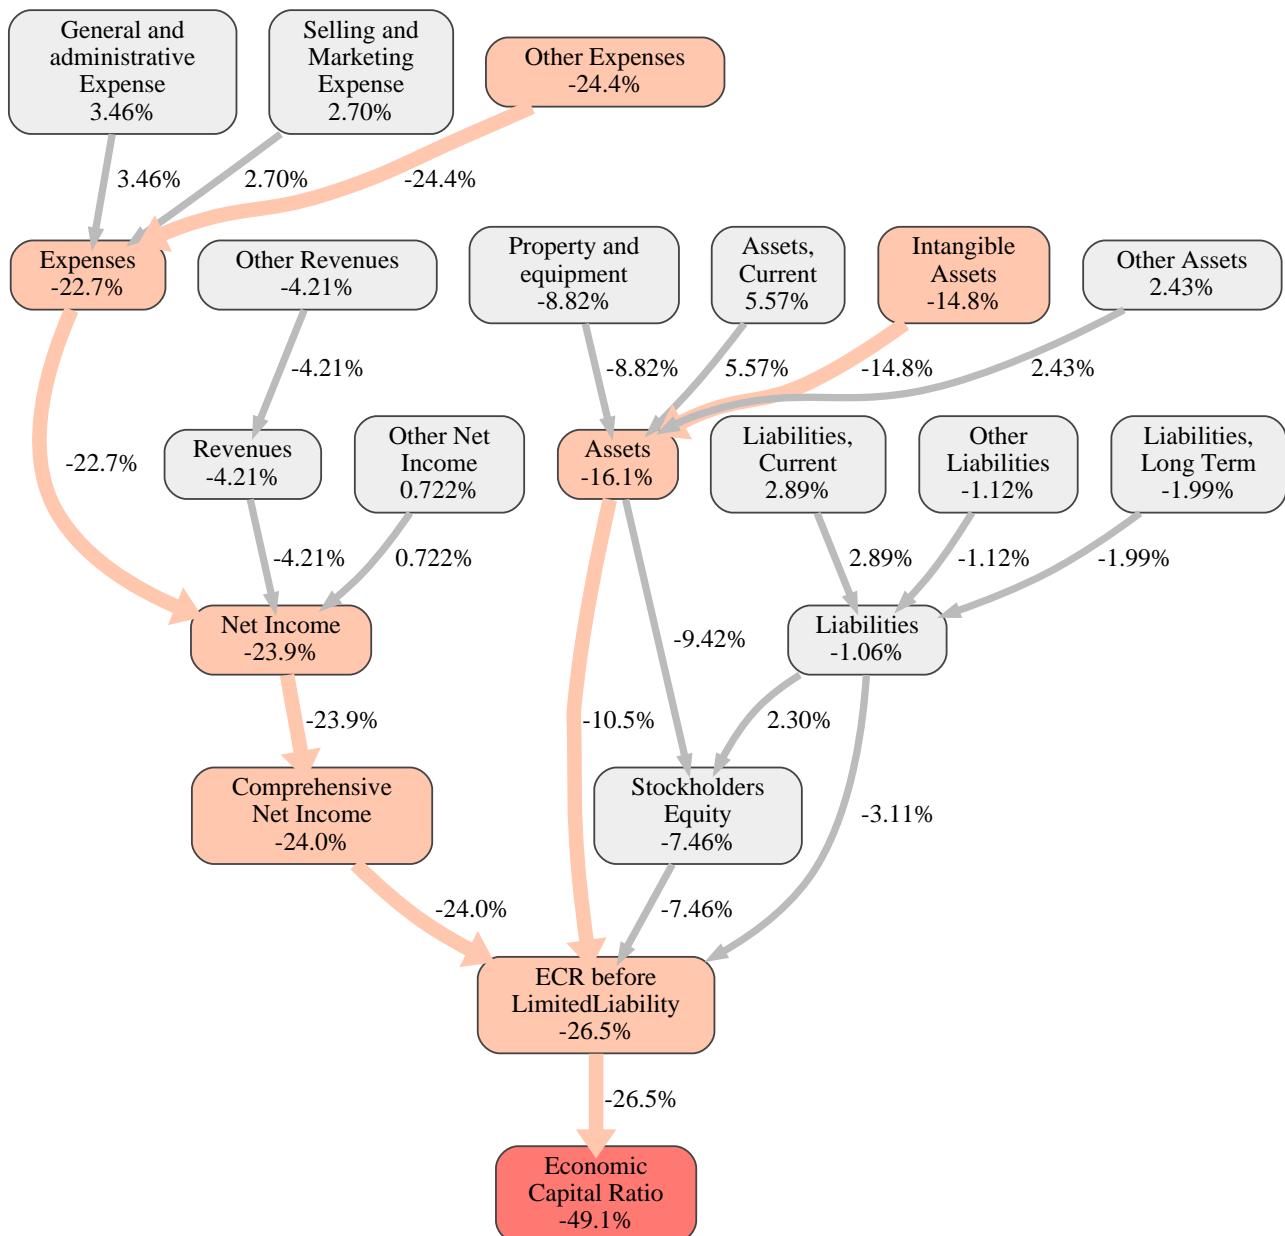 General and
administrative
Expense
3.46%
Selling and
Marketing
Expense
2.70%
Other Expenses
-24.4%
3.46%
2.70%
-24.4%
Expenses
-22.7%
Other Revenues
-4.21%
Property and
equipment
-8.82%
Assets,
Current
5.57%
Intangible
Assets
-14.8%
Other Assets
2.43%
-4.21%
-8.82%
5.57%
-14.8%
2.43%
-22.7%
Revenues
-4.21%
Other Net
Income
0.722%
Assets
-16.1%
Liabilities,
Current
2.89%
Other
Liabilities
-1.12%
Liabilities,
Long Term
-1.99%
-4.21%
0.722%
2.89%
-1.12%
-1.99%
Net Income
-23.9%
-9.42%
Liabilities
-1.06%
-23.9%
-10.5%
2.30%
Comprehensive
Net Income
-24.0%
Stockholders
Equity
-7.46%
-3.11%
-24.0%
-7.46%
ECR before
LimitedLiability
-26.5%
-26.5%
Economic
Capital Ratio
-49.1%